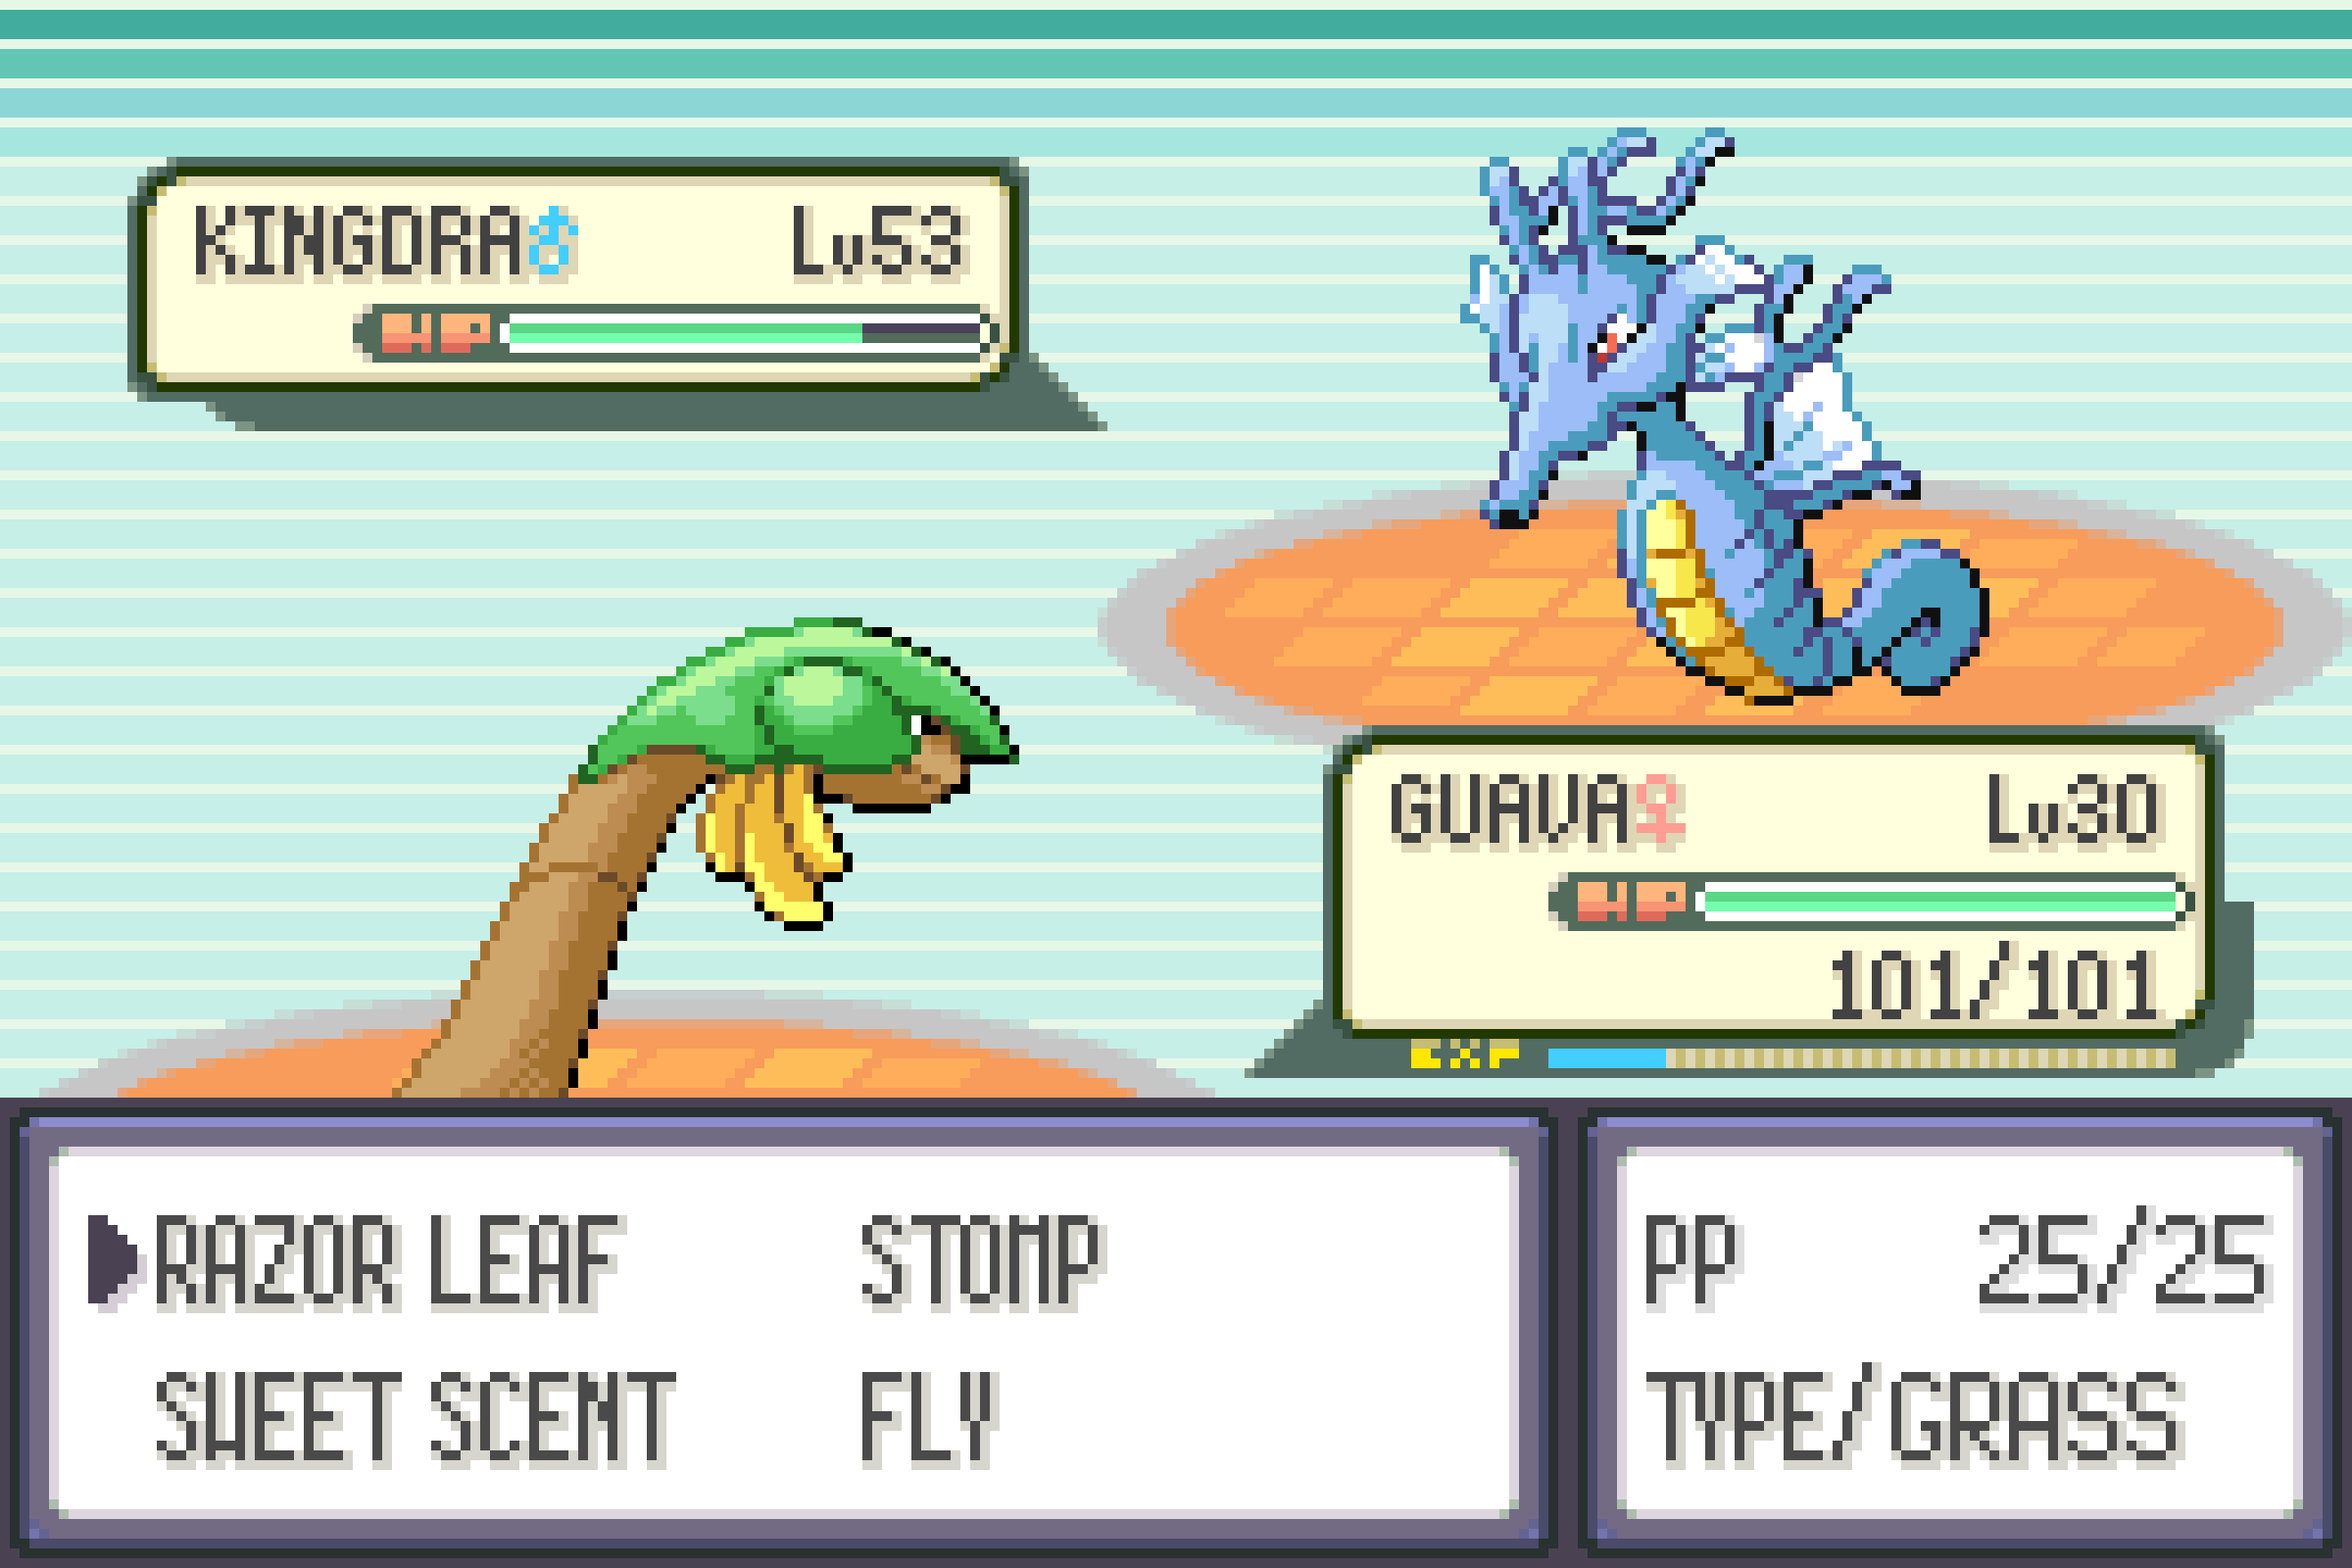 KINGDRA♂ Lv53
HP
GUAVA♀ Lv30
HP
101/101
EXP
RAZOR LEAF STOMP
SWEET SCENT FLY
PP 25/25
TYPE/GRASS